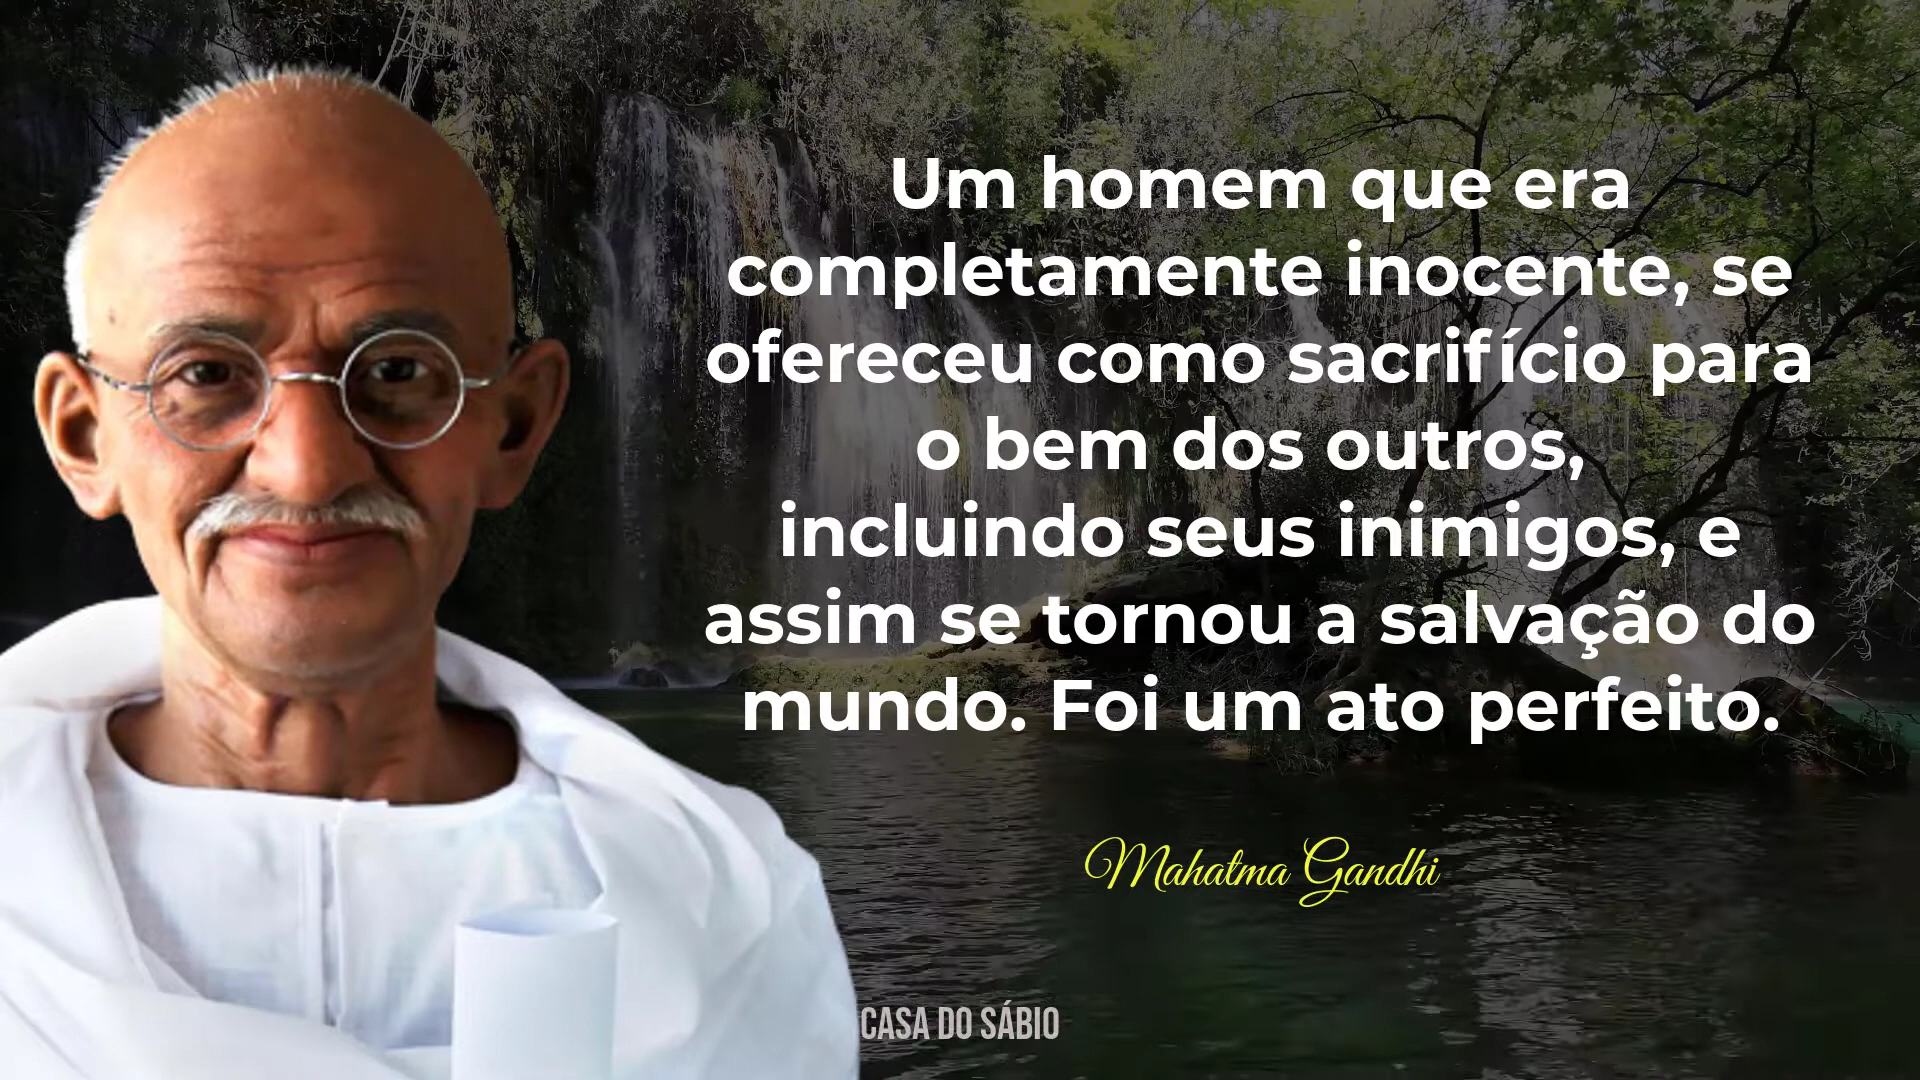 Um homem que era
completamente inocente, se
ofereceu como sacrifício para
o bem dos outros,
incluindo seus inimigos, e
assim se tornou a salvação do
mundo. Foi um ato perfeito.
Mahatma Gandhi
CASA DO SÁBIO